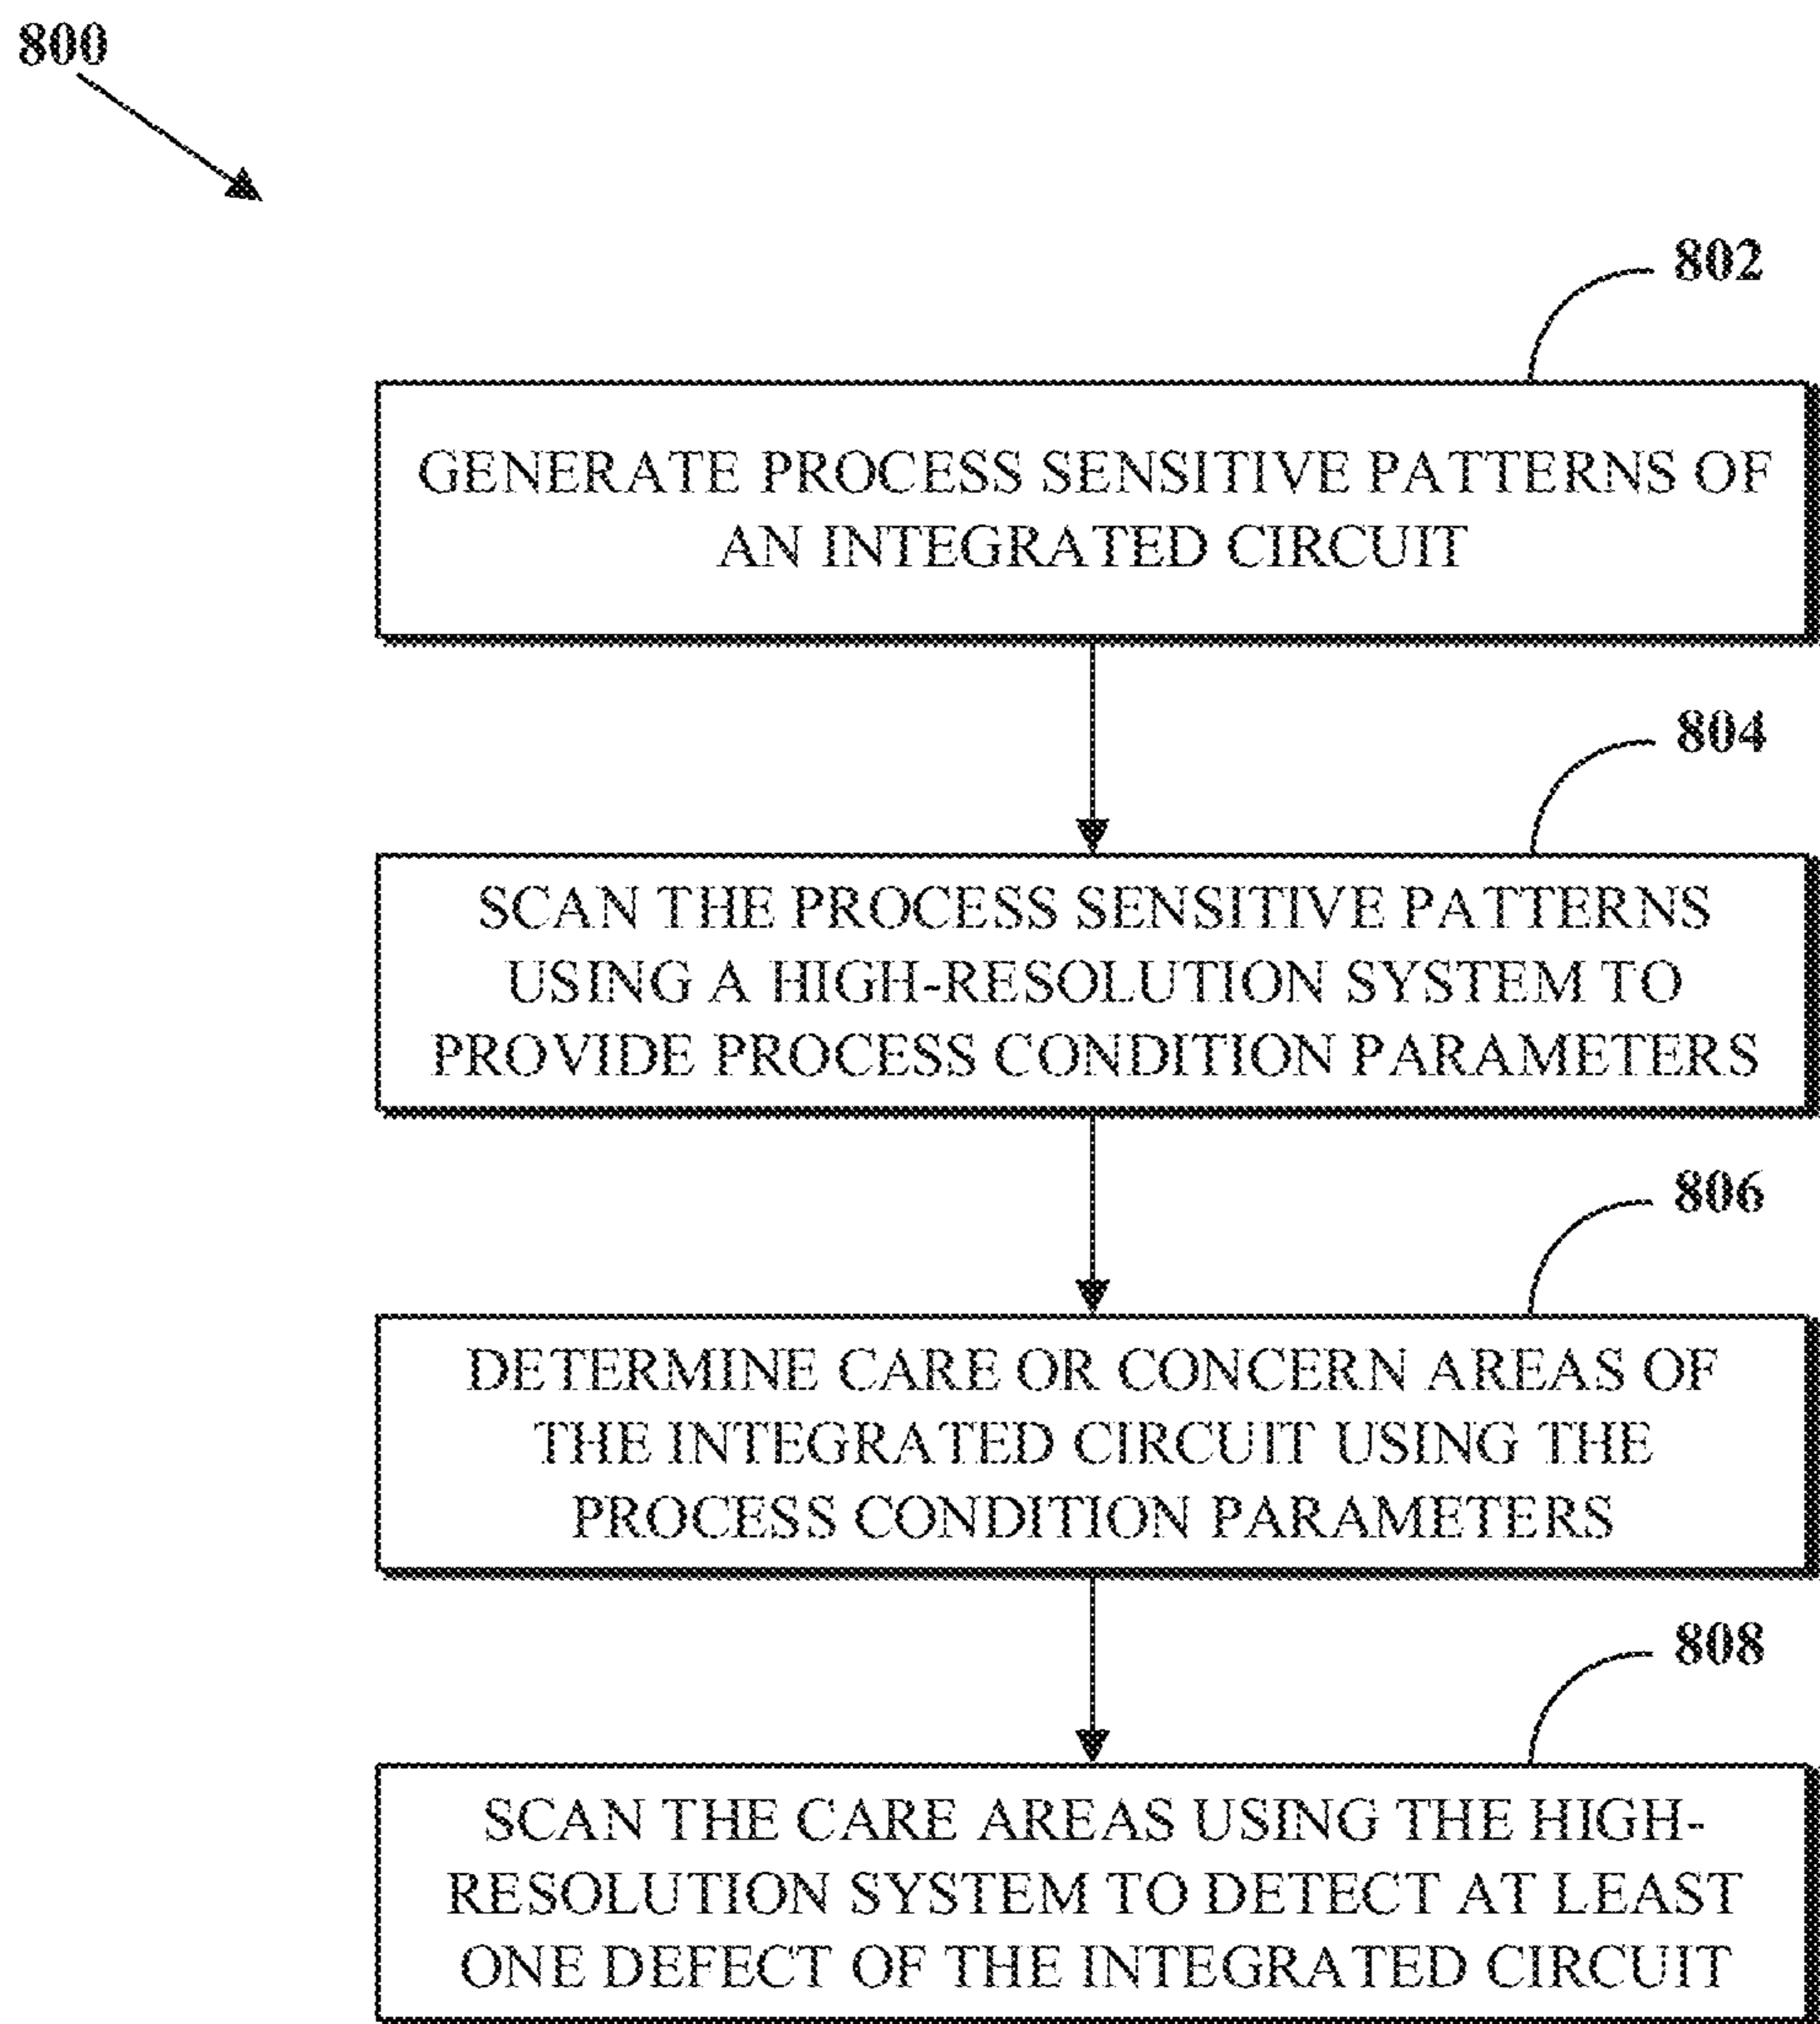 800
802
GENERATE PROCESS SENSITIVE PATTERNS OF
AN INTEGRATED CIRCUIT
804
SCAN THE PROCESS SENSITIVE PATTERNS
USING A HIGH-RESOLUTION SYSTEM TO
PROVIDE PROCESS CONDITION PARAMETERS
806
DETERMINE CARE OR CONCERN AREAS OF
THE INTEGRATED CIRCUIT USING THE
PROCESS CONDITION PARAMETERS
808
SCAN THE CARE AREAS USING THE HIGH-
RESOLUTION SYSTEM TO DETECT AT LEAST
ONE DEFECT OF THE INTEGRATED CIRCUIT